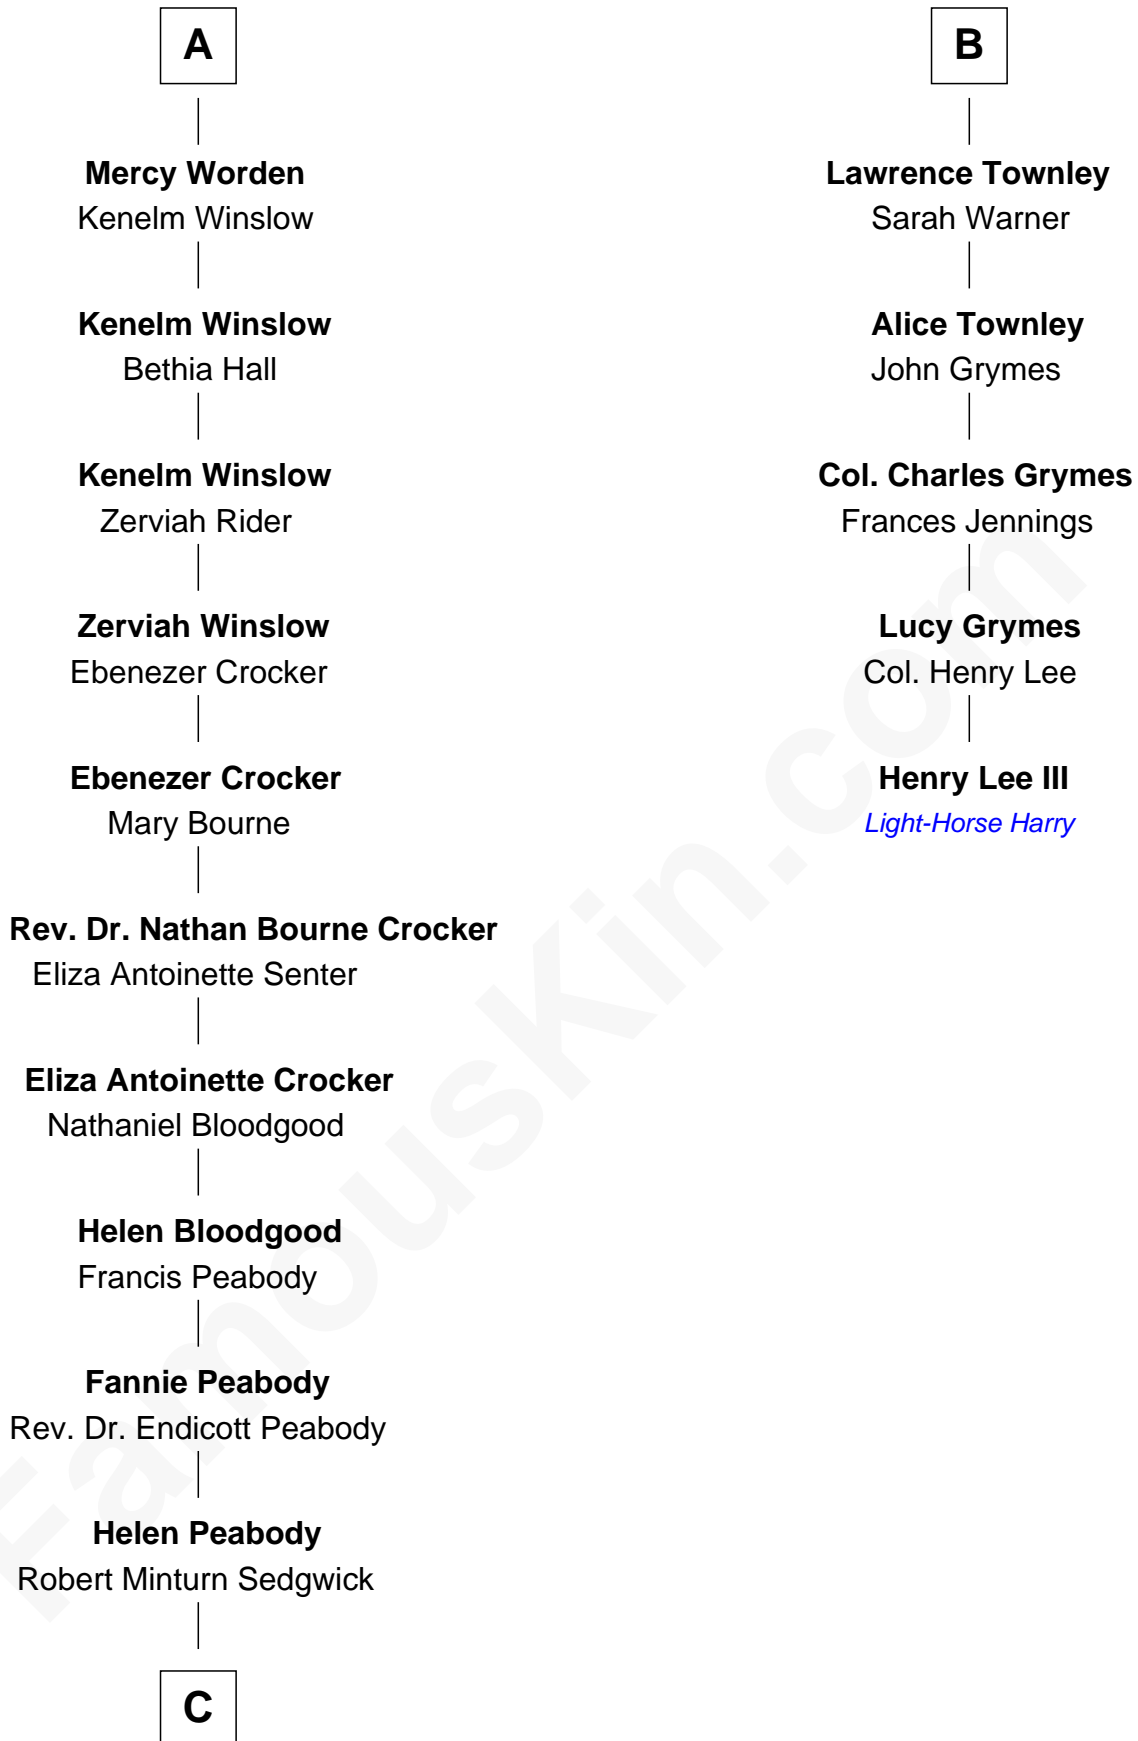 A
Mercy Worden
Kenelm Winslow
Kenelm Winslow
Bethia Hall
Kenelm Winslow
Zerviah Rider
Zerviah Winslow
Ebenezer Crocker
Ebenezer Crocker
Mary Bourne
Rev. Dr. Nathan Bourne Crocker
Eliza Antoinette Senter
Eliza Antoinette Crocker
Nathaniel Bloodgood
Helen Bloodgood
Francis Peabody
Fannie Peabody
Rev. Dr. Endicott Peabody
Helen Peabody
Robert Minturn Sedgwick
C
B
Lawrence Townley
Sarah Warner
Alice Townley
John Grymes
Col. Charles Grymes
Frances Jennings
Lucy Grymes
Col. Henry Lee
Henry Lee III
Light-Horse Harry
FamousKin.com